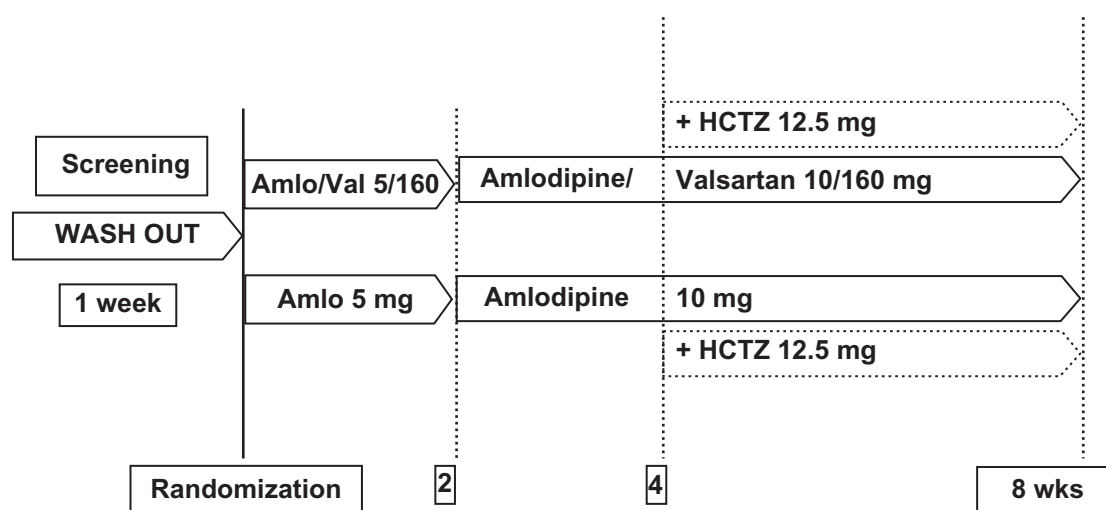 Screening
WASH OUT
1 week
+ HCTZ 12.5 mg
Amlo/Val 5/160
Amlodipine/
Valsartan 10/160 mg
Amlo 5 mg
Amlodipine
10 mg
+ HCTZ 12.5 mg
Randomization
2
4
8 wks